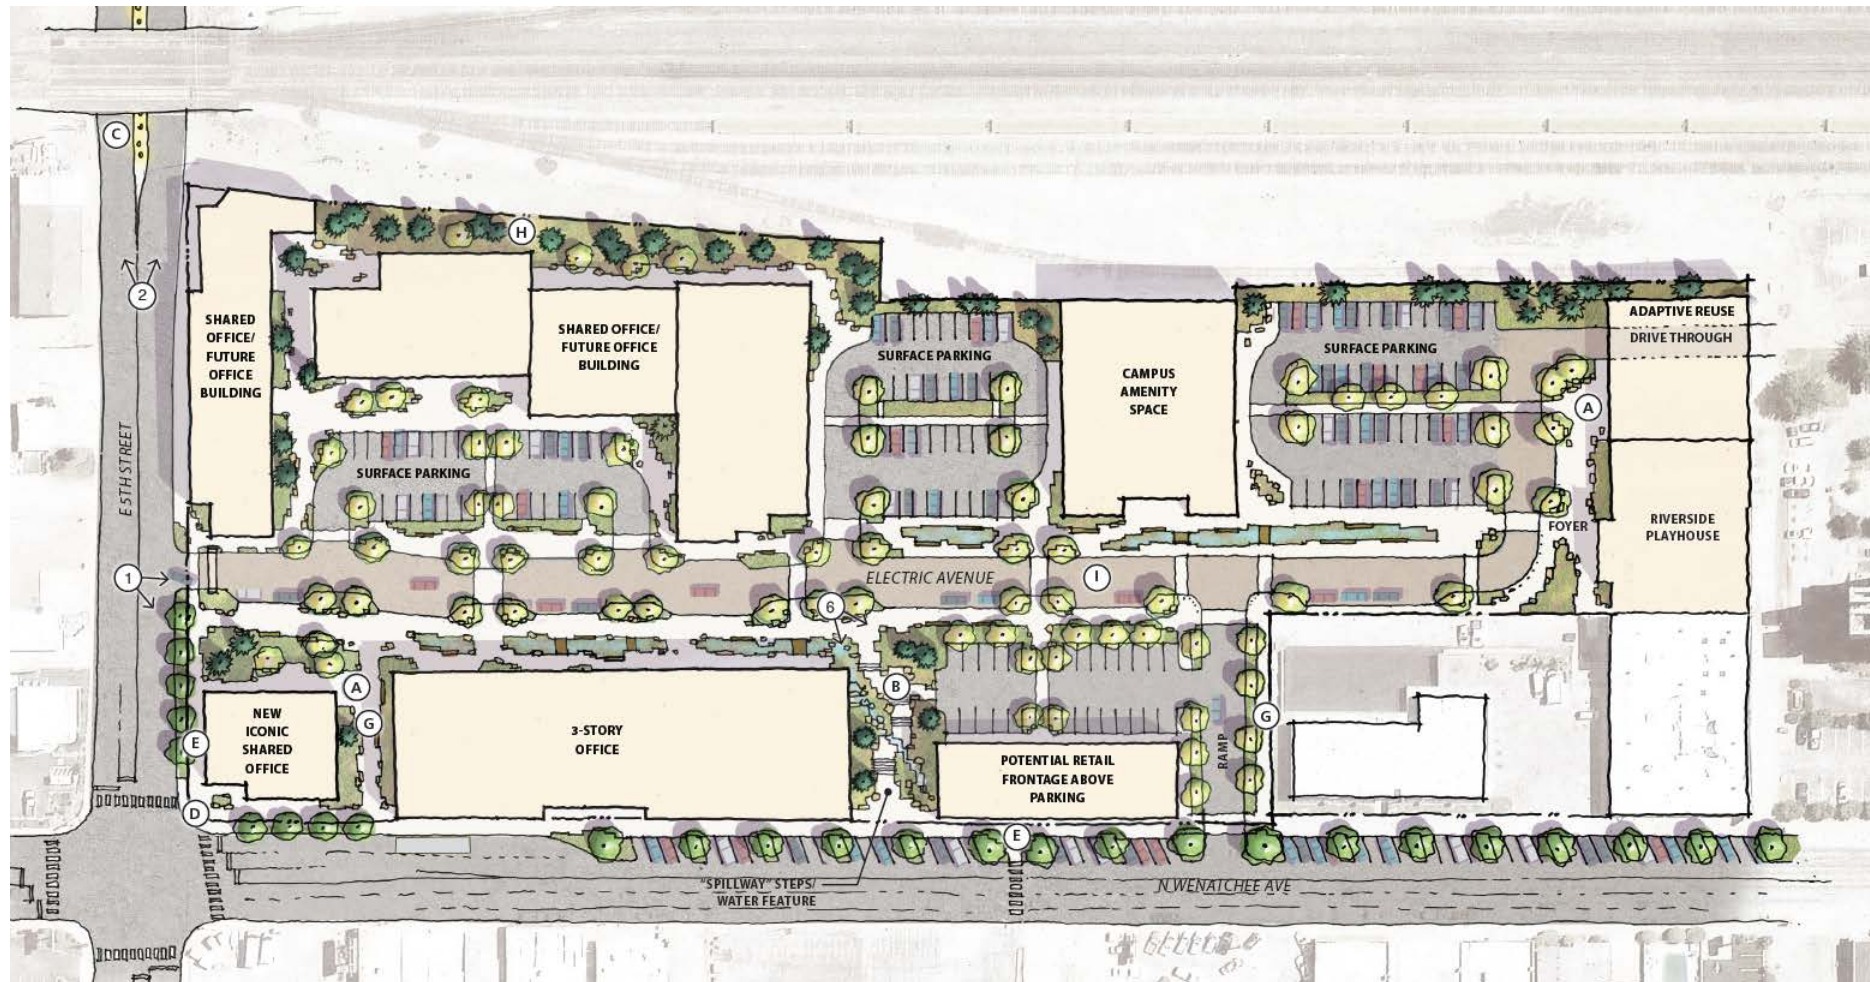 C
H
2
SHARED
OFFICE/
FUTURE
OFFICE
BUILDING
SHARED OFFICE/
FUTURE OFFICE
BUILDING
SURFACE PARKING
CAMPUS
AMENITY
SPACE
SURFACE PARKING
ADAPTIVE REUSE
DRIVE THROUGH
A
E 5TH STREET
SURFACE PARKING
FOYER
RIVERSIDE
PLAYHOUSE
1
ELECTRIC AVENUE
I
6
A
B
G
G
NEW
ICONIC
SHARED
OFFICE
E
3-STORY
OFFICE
POTENTIAL RETAIL
FRONTAGE ABOVE
PARKING
RAMP
D
E
"SPILLWAY" STEPS/
WATER FEATURE
N WENATCHEE AVE